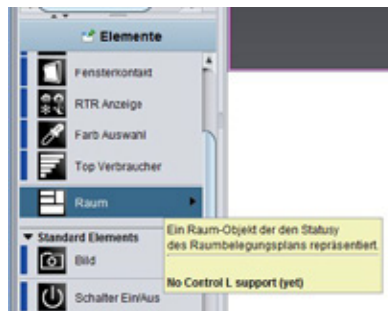 Elemente
Fensterkontakt
RTR Anzeige
Farb Auswahl
Top Verbraucher
Raum
Ein Raum-Objekt der den Statusy
des Raumbelegungsplans repräsentiert.
No Control L support (yet)
Standard Elements
Bild
Schalter Ein/Aus